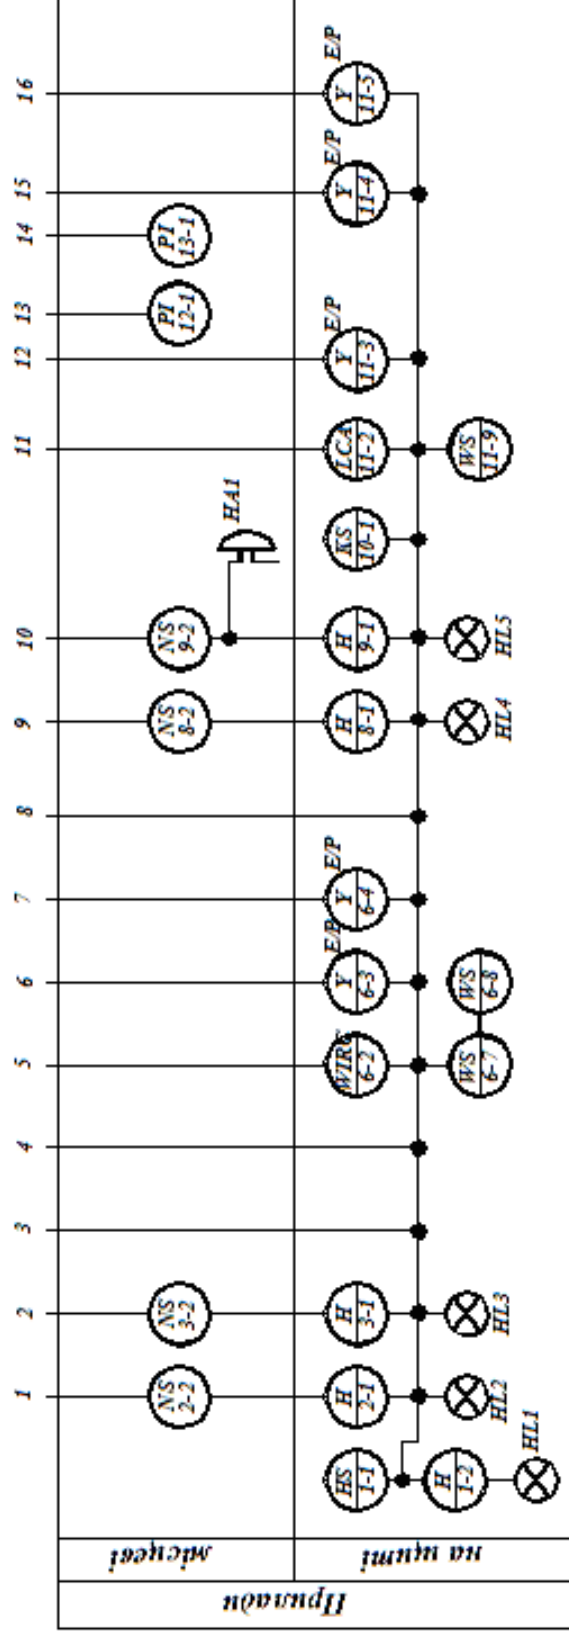 1 2 3 4 5 6 7 8 9 10 11 12 13 14 15 16
Прилади
місцеві
NS 2-2
NS 3-2
NS 8-2
NS 9-2
HA1
PI 12-1
PI 13-1
на щиті
HS 1-1
H 1-2
HL1
H 2-1
HL2
H 3-1
HL3
WIRC 6-2
WS 6-7
WS 6-8
Y 6-3
E/P
Y 6-4
E/P
H 8-1
HL4
H 9-1
HL5
KS 10-1
LCA 11-2
WS 11-9
Y 11-3
E/P
Y 11-4
E/P
Y 11-5
E/P